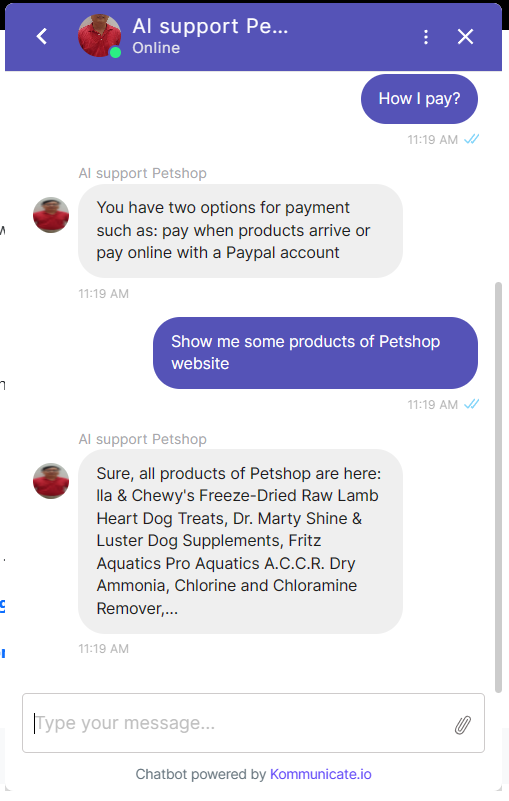 AI support Pe...
Online
How I pay?
11:19 AM
AI support Petshop
You have two options for payment
such as: pay when products arrive or
pay online with a Paypal account
11:19 AM
Show me some products of Petshop
website
11:19 AM
AI support Petshop
Sure, all products of Petshop are here:
lla & Chewy's Freeze-Dried Raw Lamb
Heart Dog Treats, Dr. Marty Shine &
Luster Dog Supplements, Fritz
Aquatics Pro Aquatics A.C.C.R. Dry
Ammonia, Chlorine and Chloramine
Remover,...
11:19 AM
Type your message...
Chatbot powered by Kommunicate.io